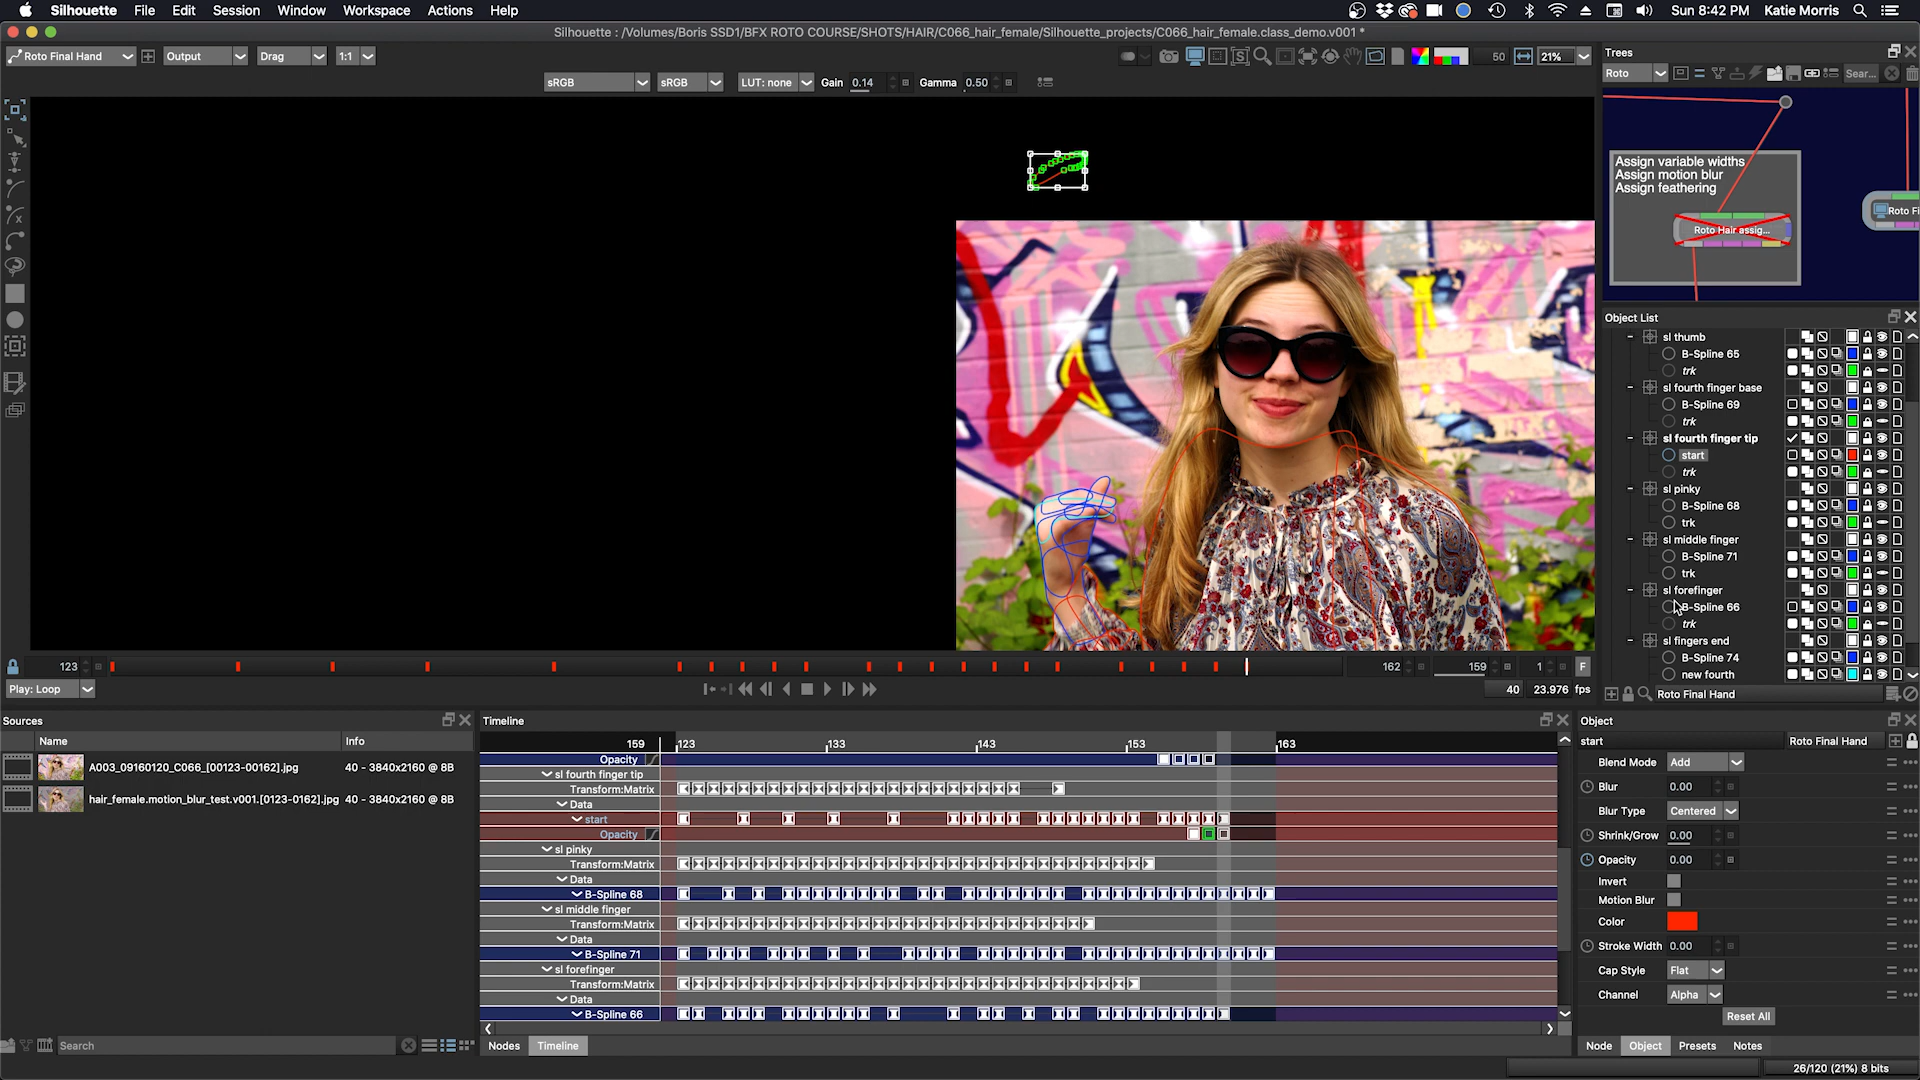 Silhouette File Edit Session Window Workspace Actions Help
Sun 8:42 PM Katie Morris
Silhouette : /Volumes/Boris SSD1/BFX ROTO COURSE/SHOTS/HAIR/C066_hair_female/Silhouette_projects/C066_hair_female.class_demo.v001 *
Roto Final Hand Output Drag 1:1 50 21%
sRGB sRGB LUT: none Gain 0.14 Gamma 0.50
Trees
Roto Sear...
Assign variable widths
Assign motion blur
Assign feathering
Roto Hair assig...
Roto Fi
Object List
sl thumb
B-Spline 65
trk
sl fourth finger base
B-Spline 69
trk
sl fourth finger tip
start
trk
sl pinky
B-Spline 68
trk
sl middle finger
B-Spline 71
trk
sl forefinger
B-Spline 66
trk
sl fingers end
B-Spline 74
new fourth
Roto Final Hand
123 162 159 1 F
Play: Loop 40 23.976 fps
Sources
Name Info
A003_09160120_C066_[00123-00162].jpg 40 - 3840x2160 @ 8B
hair_female.motion_blur_test.v001.[0123-0162].jpg 40 - 3840x2160 @ 8B
Search
Timeline
159 123 133 143 153 163
Opacity
sl fourth finger tip
Transform:Matrix
Data
start
Opacity
sl pinky
Transform:Matrix
Data
B-Spline 68
sl middle finger
Transform:Matrix
Data
B-Spline 71
sl forefinger
Transform:Matrix
Data
B-Spline 66
Nodes Timeline
Object
start Roto Final Hand
Blend Mode Add
Blur 0.00
Blur Type Centered
Shrink/Grow 0.00
Opacity 0.00
Invert
Motion Blur
Color
Stroke Width 0.00
Cap Style Flat
Channel Alpha
Reset All
Node Object Presets Notes
26/120 (21%) 8 bits